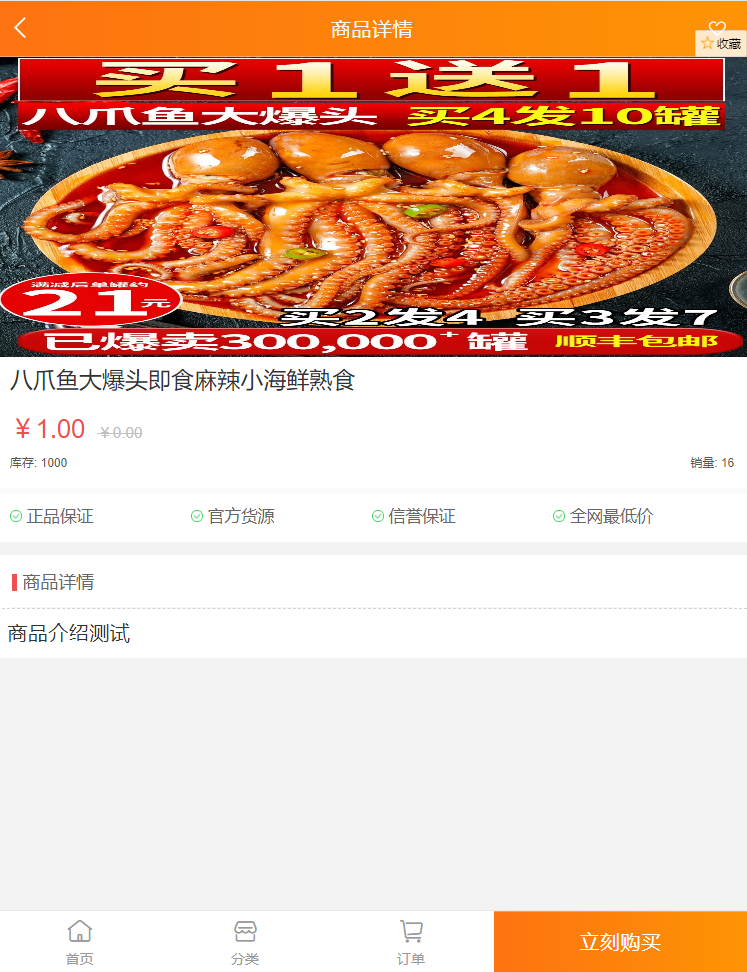 商品详情
收藏
买1送1
八爪鱼大爆头 买4发10罐
满减后单罐约
21元
买2发4 买3发7
已爆卖300,000+罐 顺丰包邮
八爪鱼大爆头即食麻辣小海鲜熟食
￥1.00 ￥0.00
库存: 1000 销量: 16
正品保证 官方货源 信誉保证 全网最低价
商品详情
商品介绍测试
首页 分类 订单 立刻购买